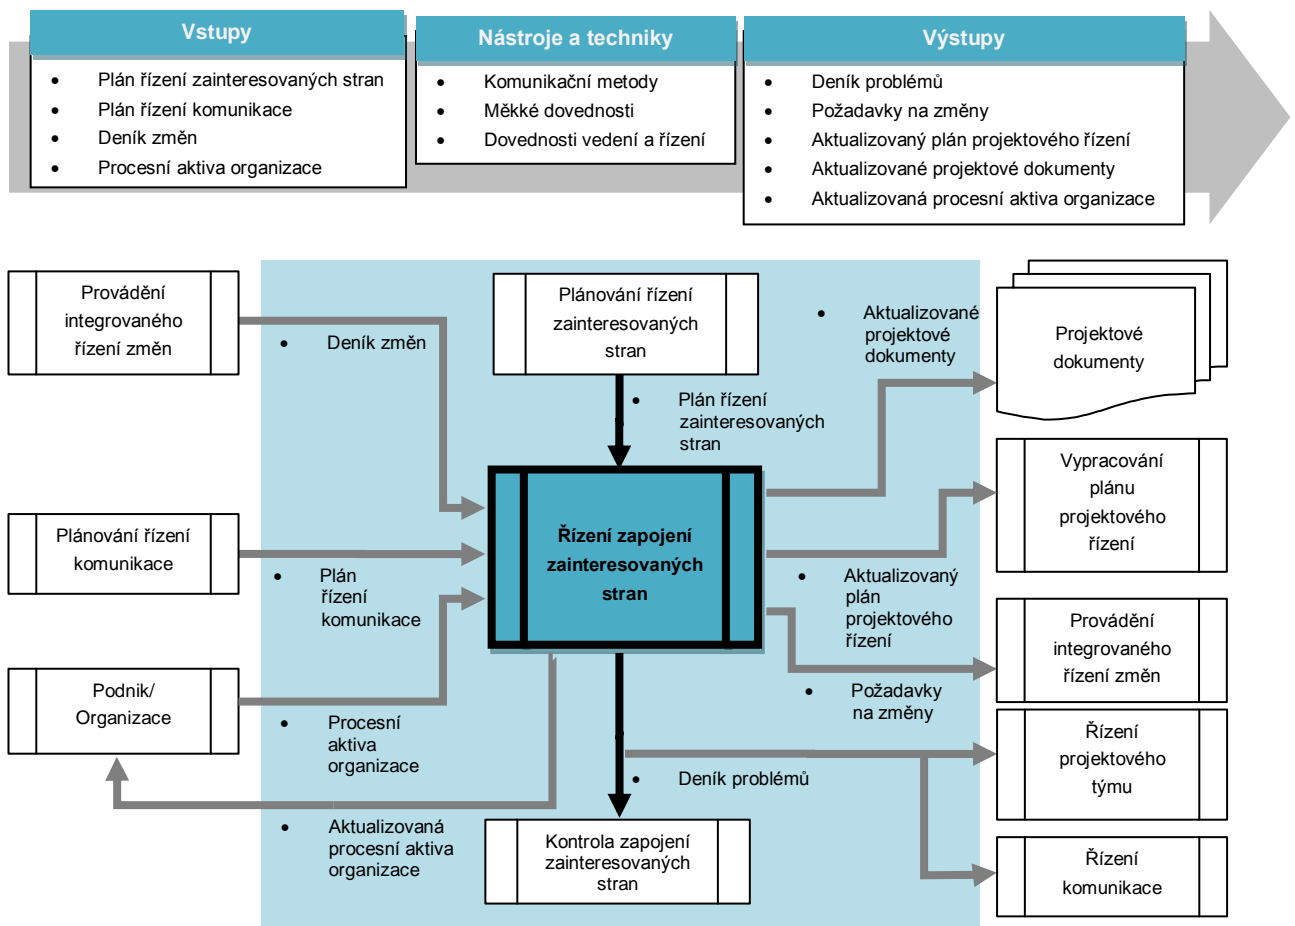 Vstupy
• Plán řízení zainteresovaných stran
• Plán řízení komunikace
• Deník změn
• Procesní aktiva organizace
Nástroje a techniky
• Komunikační metody
• Měkké dovednosti
• Dovednosti vedení a řízení
Výstupy
• Deník problémů
• Požadavky na změny
• Aktualizovaný plán projektového řízení
• Aktualizované projektové dokumenty
• Aktualizovaná procesní aktiva organizace
Provádění
integrovaného
řízení změn
• Deník změn
Plánování řízení
zainteresovaných
stran
• Plán řízení
zainteresovaných
stran
• Aktualizované
projektové
dokumenty
Projektové
dokumenty
Plánování řízení
komunikace
• Plán
řízení
komunikace
Řízení zapojení
zainteresovaných
stran
• Aktualizovaný
plán
projektového
řízení
Vypracování
plánu
projektového
řízení
Podnik/
Organizace
• Procesní
aktiva
organizace
• Požadavky
na změny
Provádění
integrovaného
řízení změn
• Deník problémů
Řízení
projektového
týmu
• Aktualizovaná
procesní aktiva
organizace
Kontrola zapojení
zainteresovaných
stran
Řízení
komunikace